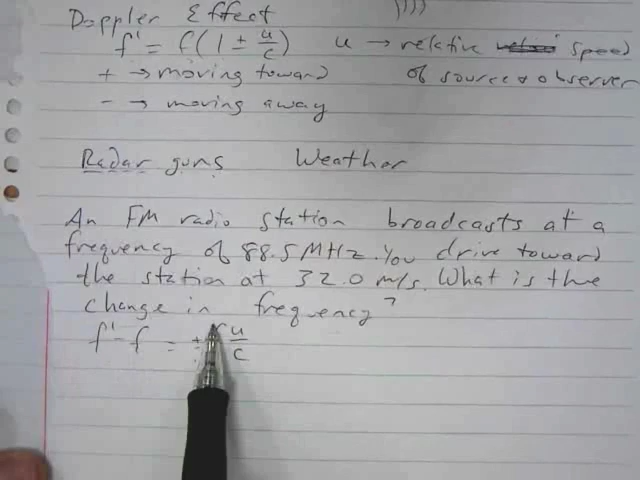 Doppler Effect
f' = f(1 ± u/c) u → relative speed
+ → moving toward of source & observer
- → moving away
Radar guns Weather
An FM radio station broadcasts at a
frequency of 88.5 MHz. You drive toward
the station at 32.0 m/s. What is the
change in frequency?
f' - f = ± f u/c